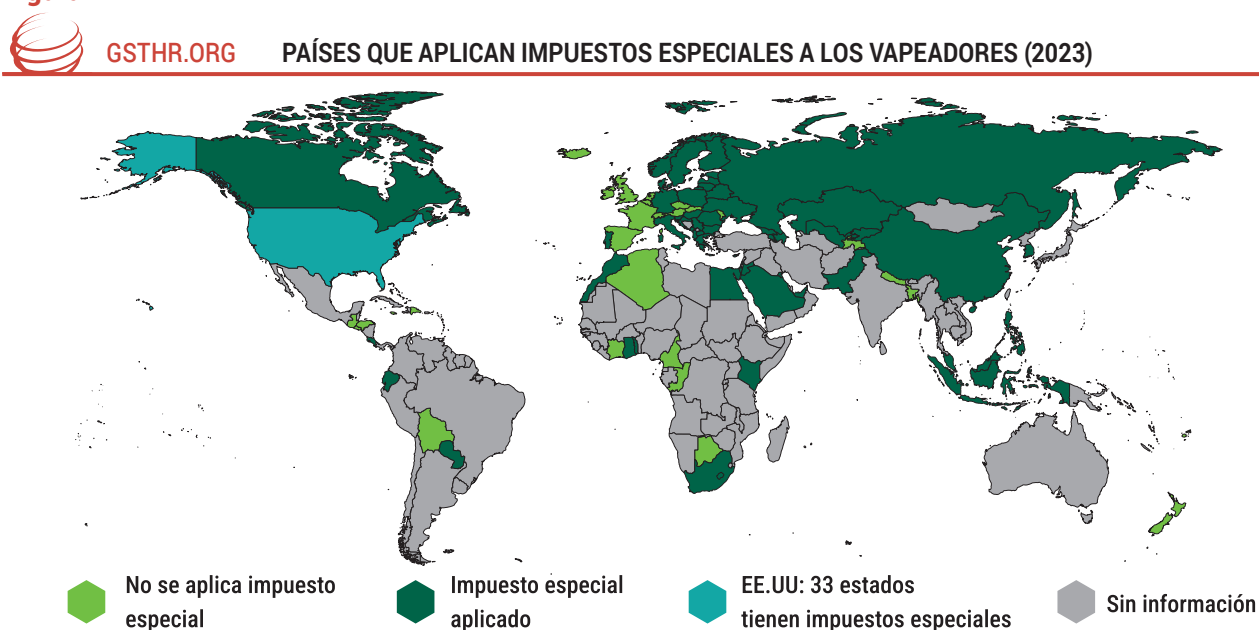 GSTHR.ORG
PAÍSES QUE APLICAN IMPUESTOS ESPECIALES A LOS VAPEADORES (2023)
No se aplica impuesto
especial
Impuesto especial
aplicado
EE.UU: 33 estados
tienen impuestos especiales
Sin información